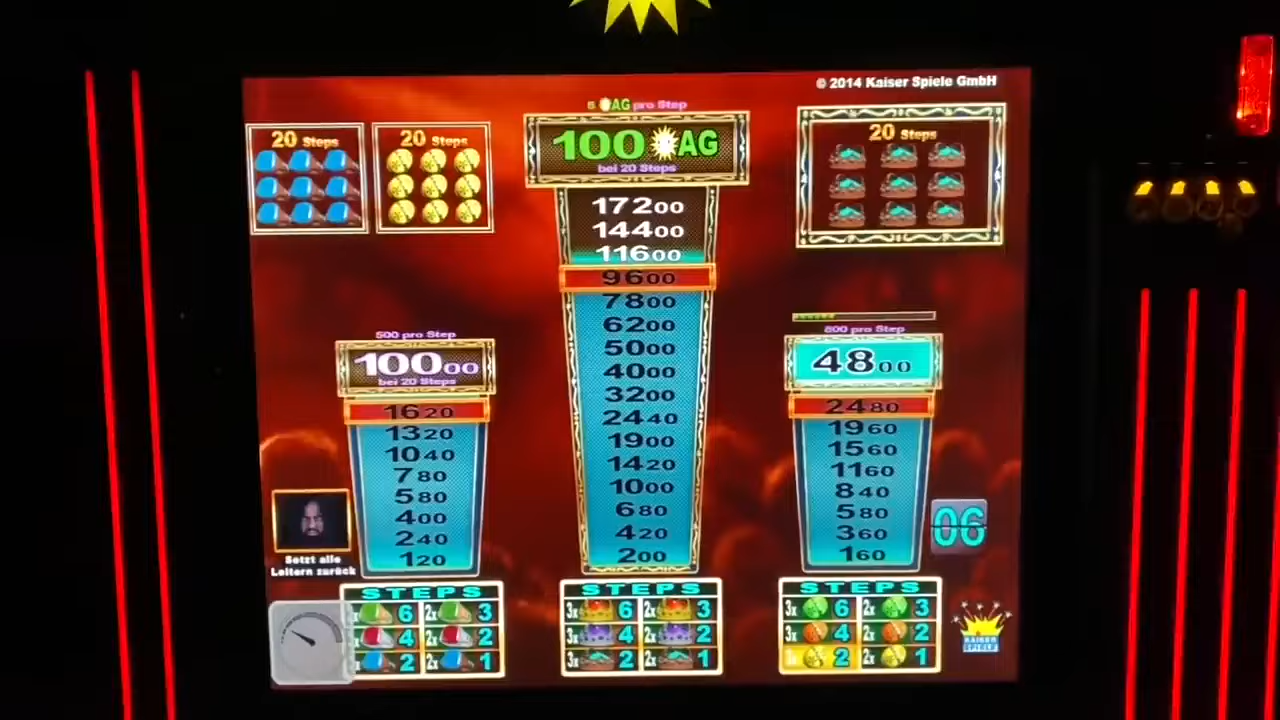 © 2014 Kaiser Spiele GmbH
20 Steps
20 Steps
5 AG pro Step
100 AG
bei 20 Steps
20 Steps
17200
14400
11600
9600
7800
6200
5000
4000
3200
2440
1900
1420
1000
680
420
200
500 pro Step
10000
bei 20 Steps
1620
1320
1040
780
580
400
240
120
800 pro Step
4800
2480
1960
1560
1160
840
580
360
160
06
Setzt alle
Leitern zurück
STEPS
6 2x 3
4 2x 2
2 2x 1
STEPS
3x 6 2x 3
3x 4 2x 2
3x 2 2x 1
STEPS
3x 6 2x 3
3x 4 2x 2
3x 2 2x 1
KAISER
SPIELE